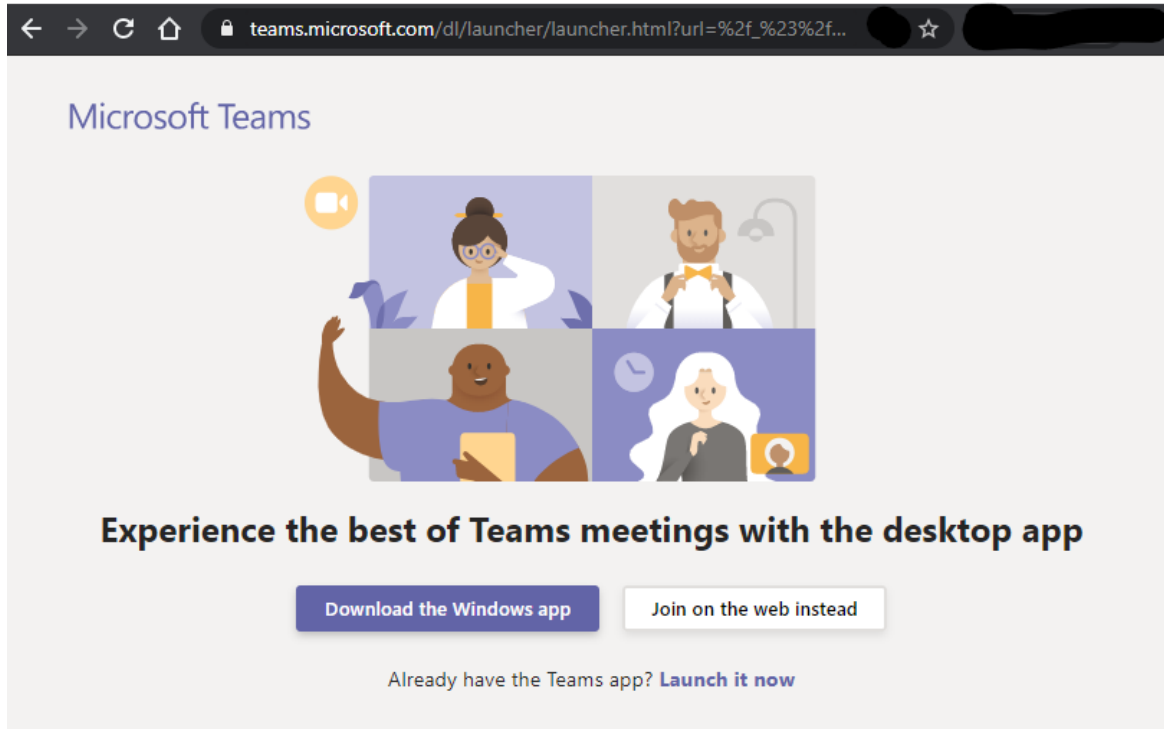 teams.microsoft.com/dl/launcher/launcher.html?url=%2f_%23%2f...
Microsoft Teams
Experience the best of Teams meetings with the desktop app
Download the Windows app
Join on the web instead
Already have the Teams app? Launch it now